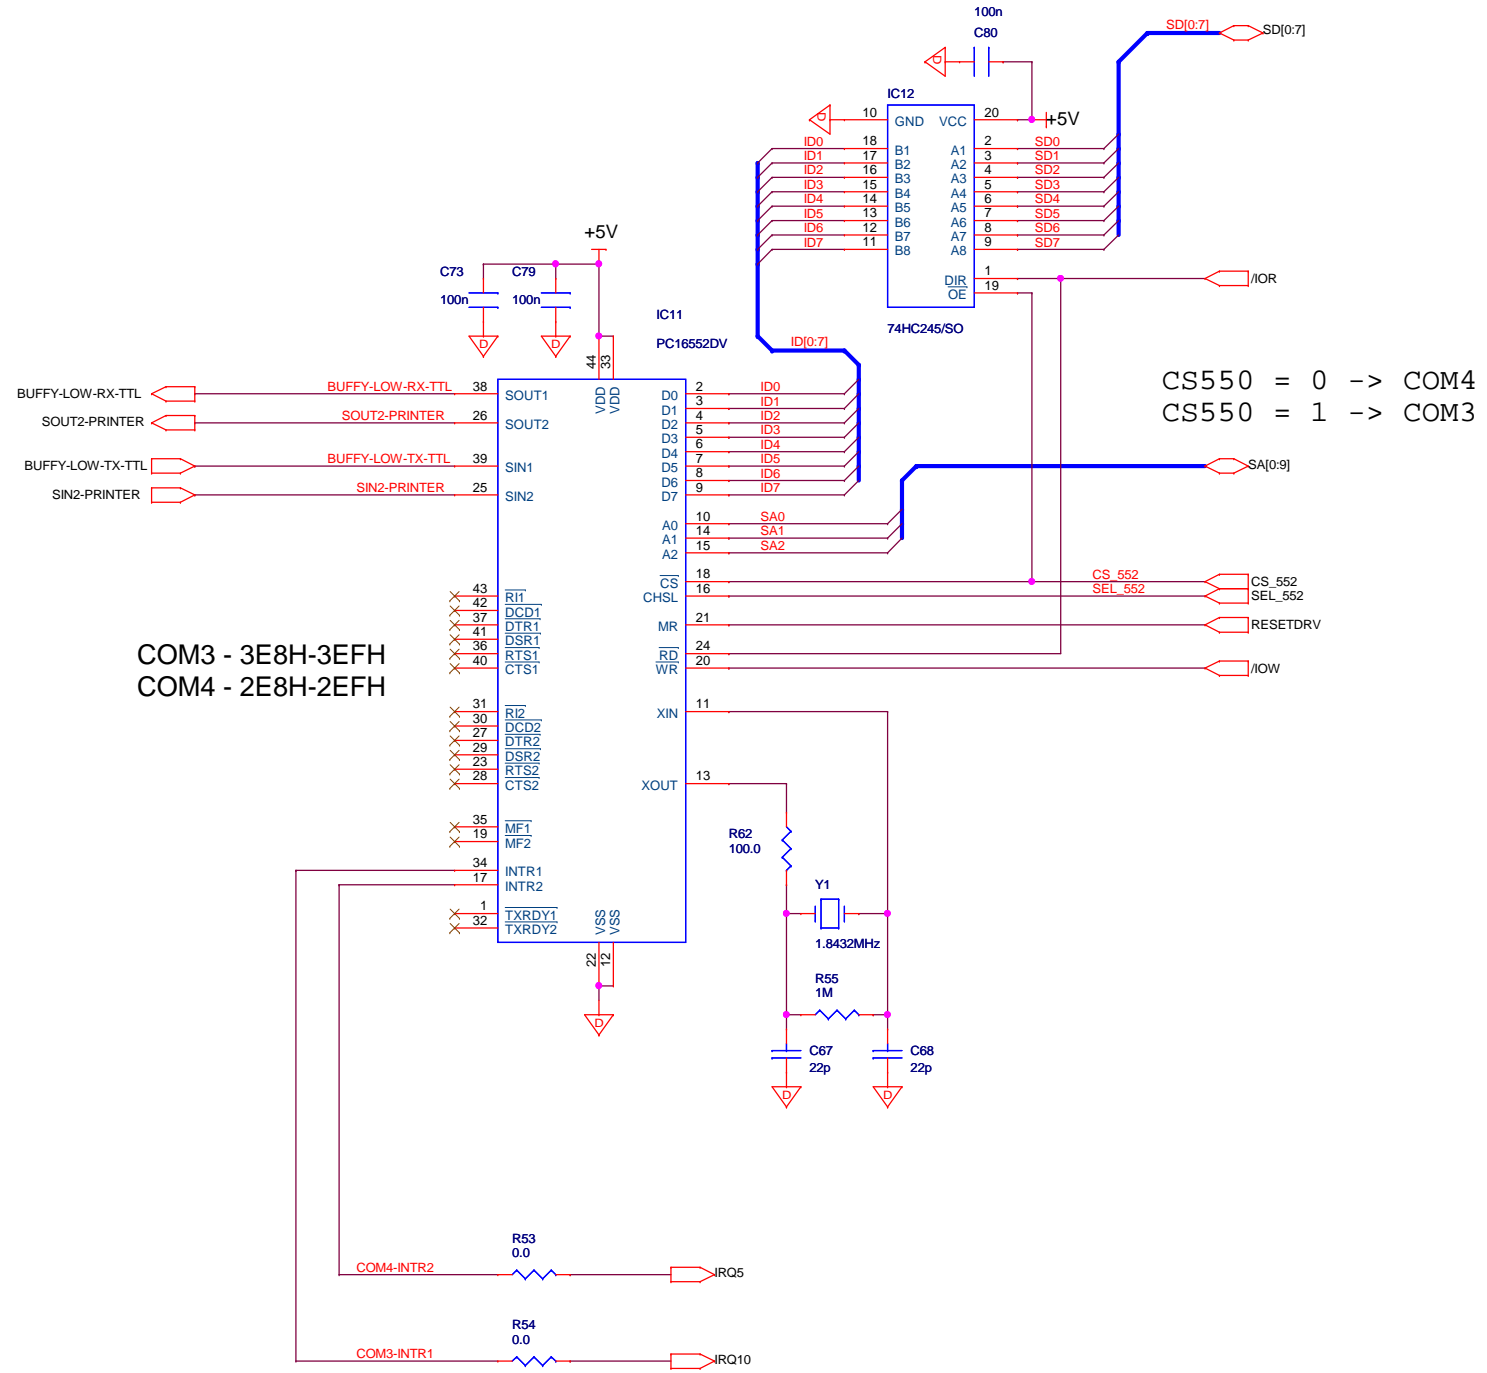 100n
C80
SD[0:7]
SD[0:7]
D
IC12
D
10
GND
VCC
20
+5V
ID0
18
B1
A1
2
SD0
ID1
17
B2
A2
3
SD1
ID2
16
B3
A3
4
SD2
ID3
15
B4
A4
5
SD3
ID4
14
B5
A5
6
SD4
ID5
13
B6
A6
7
SD5
ID6
12
B7
A7
8
SD6
ID7
11
B8
A8
9
SD7
DIR
1
/IOR
OE
19
74HC245/SO
+5V
C73
100n
C79
100n
D
D
IC11
PC16552DV
ID[0:7]
44
33
VDD
VDD
CS550 = 0 -> COM4
CS550 = 1 -> COM3
BUFFY-LOW-RX-TTL
BUFFY-LOW-RX-TTL
38
SOUT1
SOUT2-PRINTER
SOUT2-PRINTER
26
SOUT2
BUFFY-LOW-TX-TTL
BUFFY-LOW-TX-TTL
39
SIN1
SIN2-PRINTER
SIN2-PRINTER
25
SIN2
D0
2
ID0
D1
3
ID1
D2
4
ID2
D3
5
ID3
D4
6
ID4
D5
7
ID5
D6
8
ID6
D7
9
ID7
SA[0:9]
A0
10
SA0
A1
14
SA1
A2
15
SA2
CS
18
CS_552
CS_552
CHSL
16
SEL_552
SEL_552
MR
21
RESETDRV
RD
24
WR
20
/IOW
43
RI1
42
DCD1
37
DTR1
41
DSR1
36
RTS1
40
CTS1
COM3 - 3E8H-3EFH
COM4 - 2E8H-2EFH
31
RI2
30
DCD2
27
DTR2
29
DSR2
23
RTS2
28
CTS2
XIN
11
XOUT
13
35
MF1
19
MF2
34
INTR1
17
INTR2
1
TXRDY1
32
TXRDY2
VSS
VSS
22
12
D
R62
100.0
Y1
1.8432MHz
R55
1M
C67
22p
C68
22p
D
D
R53
0.0
COM4-INTR2
IRQ5
R54
0.0
COM3-INTR1
IRQ10